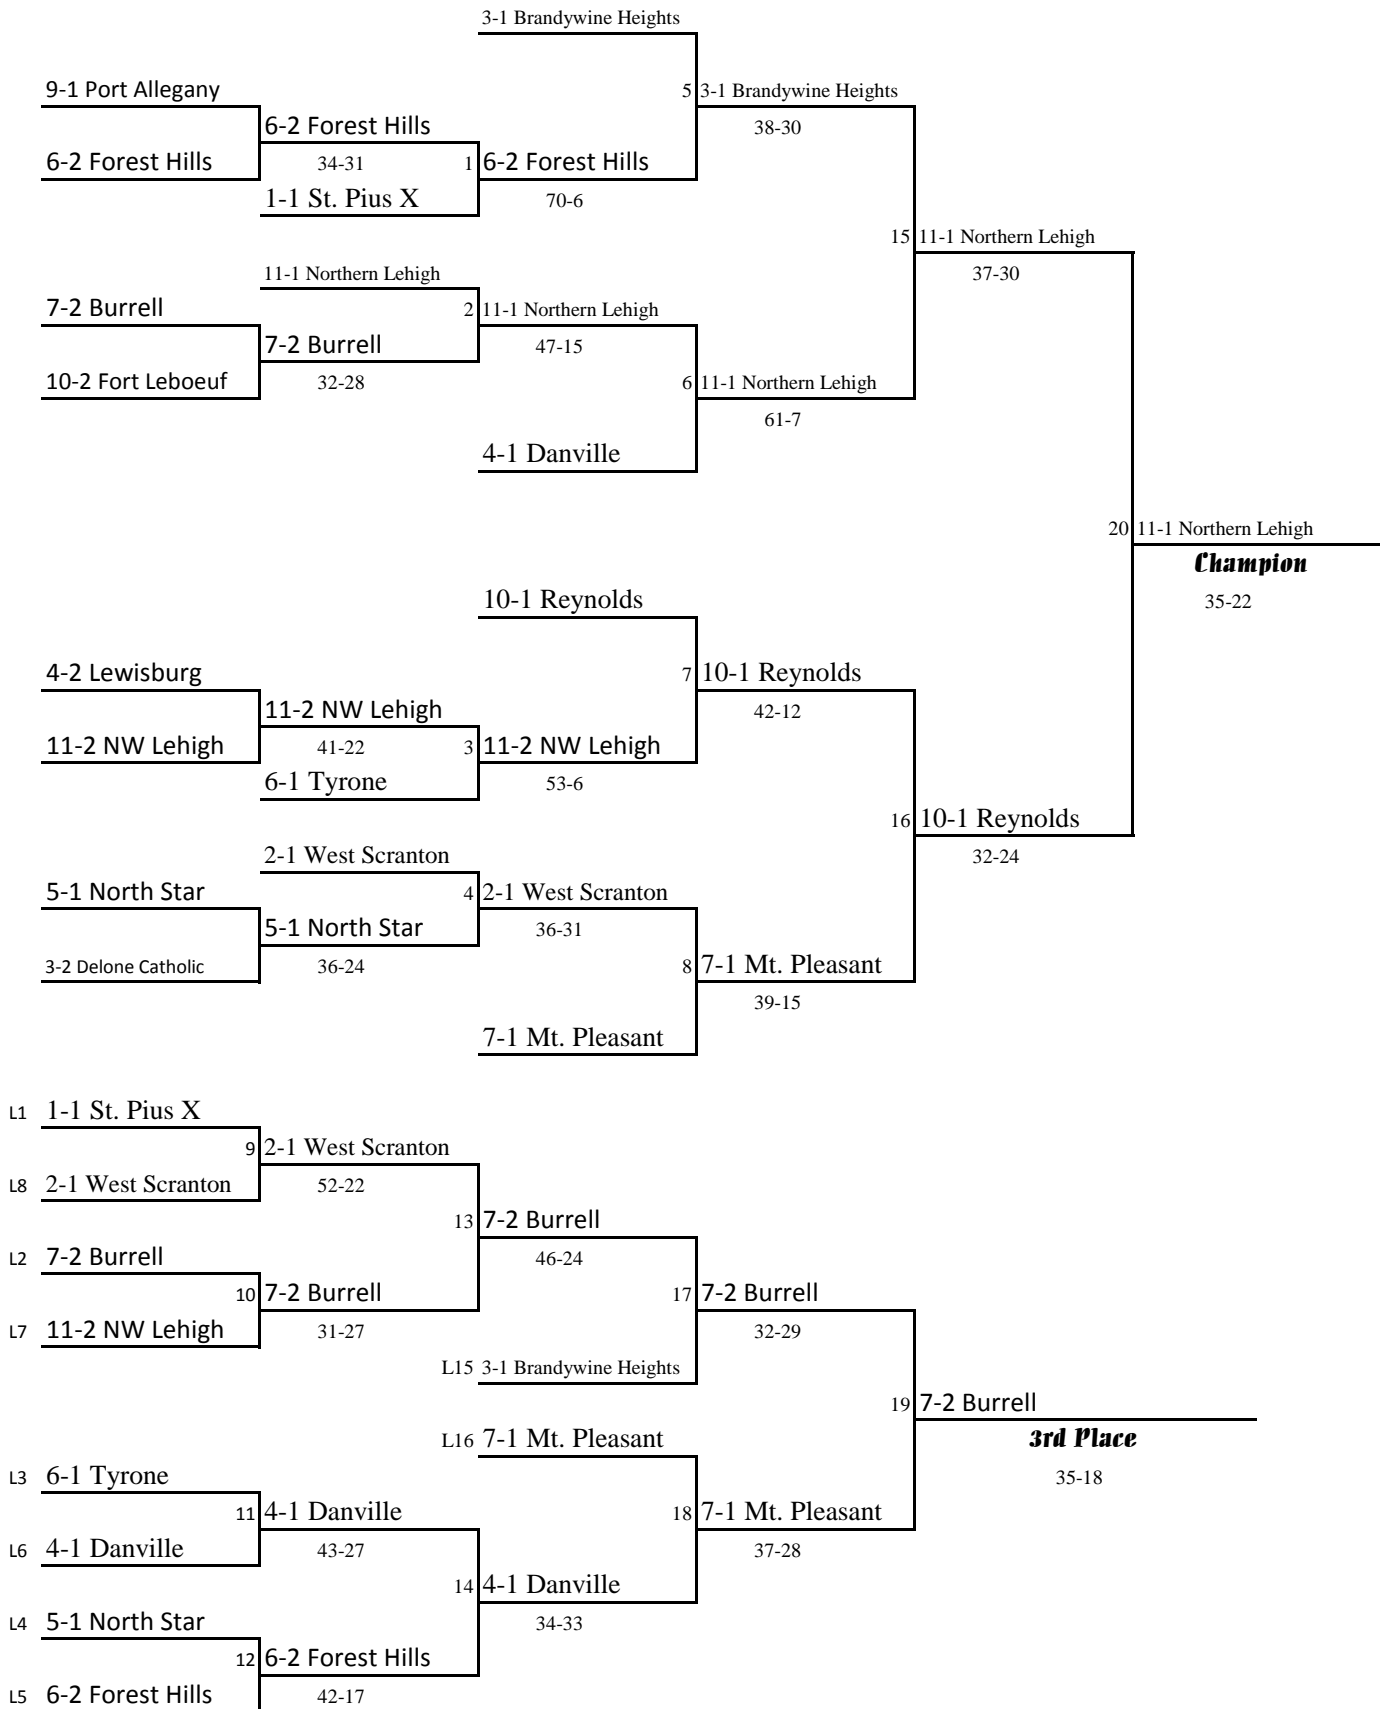 3-1 Brandywine Heights
9-1 Port Allegany
5 3-1 Brandywine Heights
6-2 Forest Hills
38-30
6-2 Forest Hills
34-31
1 6-2 Forest Hills
1-1 St. Pius X
70-6
15 11-1 Northern Lehigh
11-1 Northern Lehigh
37-30
7-2 Burrell
2 11-1 Northern Lehigh
7-2 Burrell
47-15
10-2 Fort Leboeuf
32-28
6 11-1 Northern Lehigh
61-7
4-1 Danville
20 11-1 Northern Lehigh
Champion
10-1 Reynolds
35-22
4-2 Lewisburg
7 10-1 Reynolds
11-2 NW Lehigh
42-12
11-2 NW Lehigh
41-22
3 11-2 NW Lehigh
6-1 Tyrone
53-6
16 10-1 Reynolds
2-1 West Scranton
32-24
5-1 North Star
4 2-1 West Scranton
5-1 North Star
36-31
3-2 Delone Catholic
36-24
8 7-1 Mt. Pleasant
39-15
7-1 Mt. Pleasant
L1 1-1 St. Pius X
9 2-1 West Scranton
L8 2-1 West Scranton
52-22
13 7-2 Burrell
L2 7-2 Burrell
46-24
10 7-2 Burrell
17 7-2 Burrell
L7 11-2 NW Lehigh
31-27
32-29
L15 3-1 Brandywine Heights
19 7-2 Burrell
L16 7-1 Mt. Pleasant
3rd Place
L3 6-1 Tyrone
35-18
11 4-1 Danville
18 7-1 Mt. Pleasant
L6 4-1 Danville
43-27
37-28
14 4-1 Danville
L4 5-1 North Star
34-33
12 6-2 Forest Hills
L5 6-2 Forest Hills
42-17